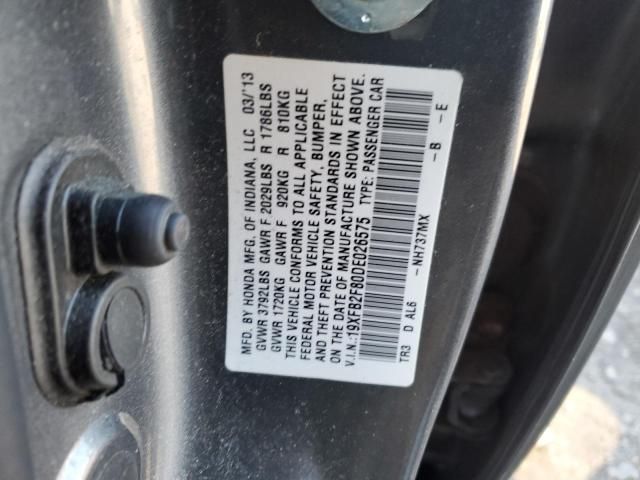 MFD. BY HONDA MFG. OF INDIANA, LLC 03/'13
GVWR 3792LBS GAWR F 2029LBS R 1786LBS
GVWR 1720KG GAWR F 920KG R 810KG
THIS VEHICLE CONFORMS TO ALL APPLICABLE
FEDERAL MOTOR VEHICLE SAFETY, BUMPER,
AND THEFT PREVENTION STANDARDS IN EFFECT
ON THE DATE OF MANUFACTURE SHOWN ABOVE.
V.I.N.:19XFB2F80DE026575 TYPE: PASSENGER CAR
TR3 D AL6 -NH737MX -B -E